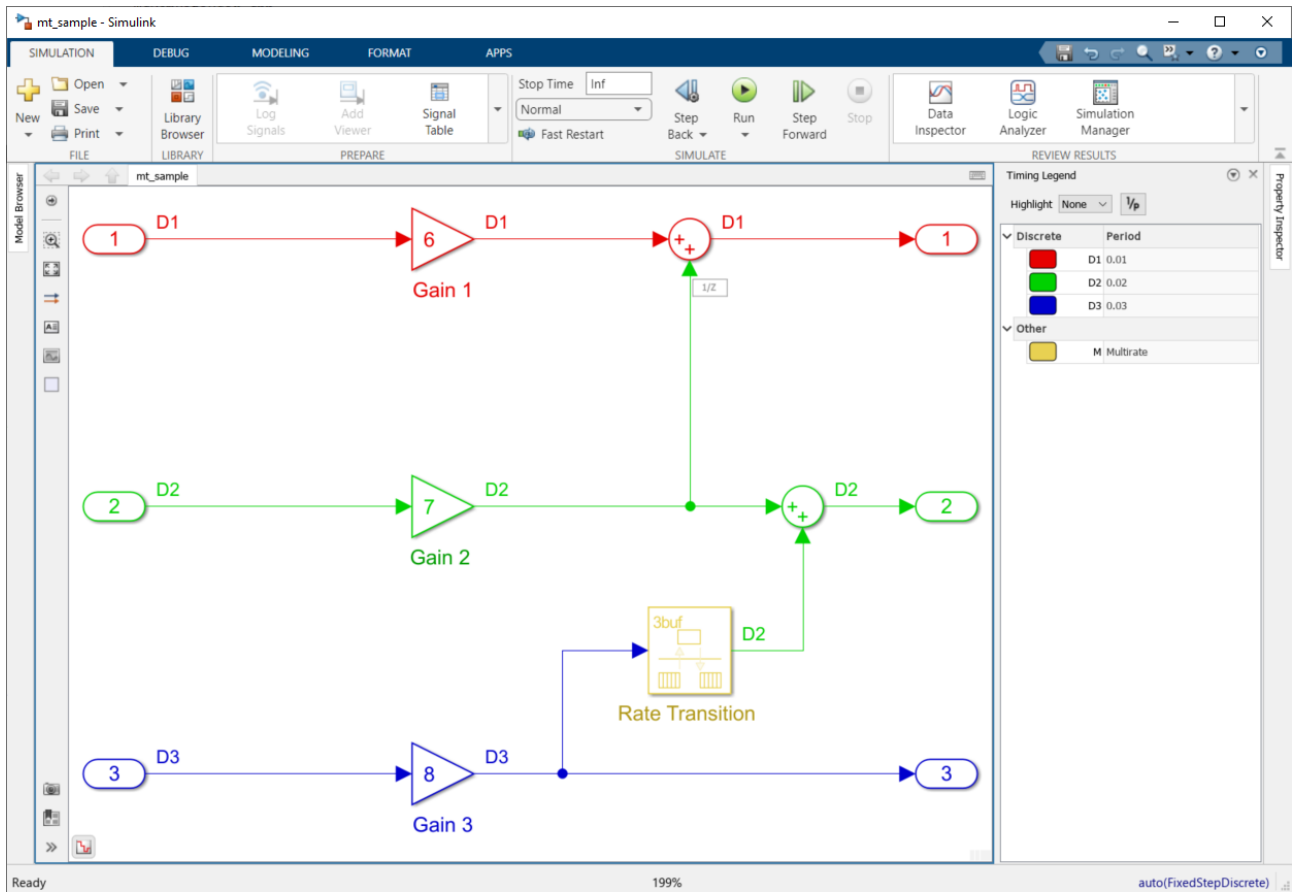 mt_sample - Simulink
SIMULATION DEBUG MODELING FORMAT APPS
New
Open
Save
Print
FILE
Library Browser
LIBRARY
Log Signals
Add Viewer
Signal Table
PREPARE
Stop Time Inf
Normal
Fast Restart
Step Back
Run
Step Forward
Stop
SIMULATE
Data Inspector
Logic Analyzer
Simulation Manager
REVIEW RESULTS
Model Browser
mt_sample
D1 D1 D1
1 6 + + 1
Gain 1
1/Z
D2 D2 D2
2 7 + + 2
Gain 2
3buf
D2
Rate Transition
D3 D3
3 8 3
Gain 3
Timing Legend
Highlight None 1/p
Discrete Period
D1 0.01
D2 0.02
D3 0.03
Other
M Multirate
Property Inspector
Ready 199% auto(FixedStepDiscrete)